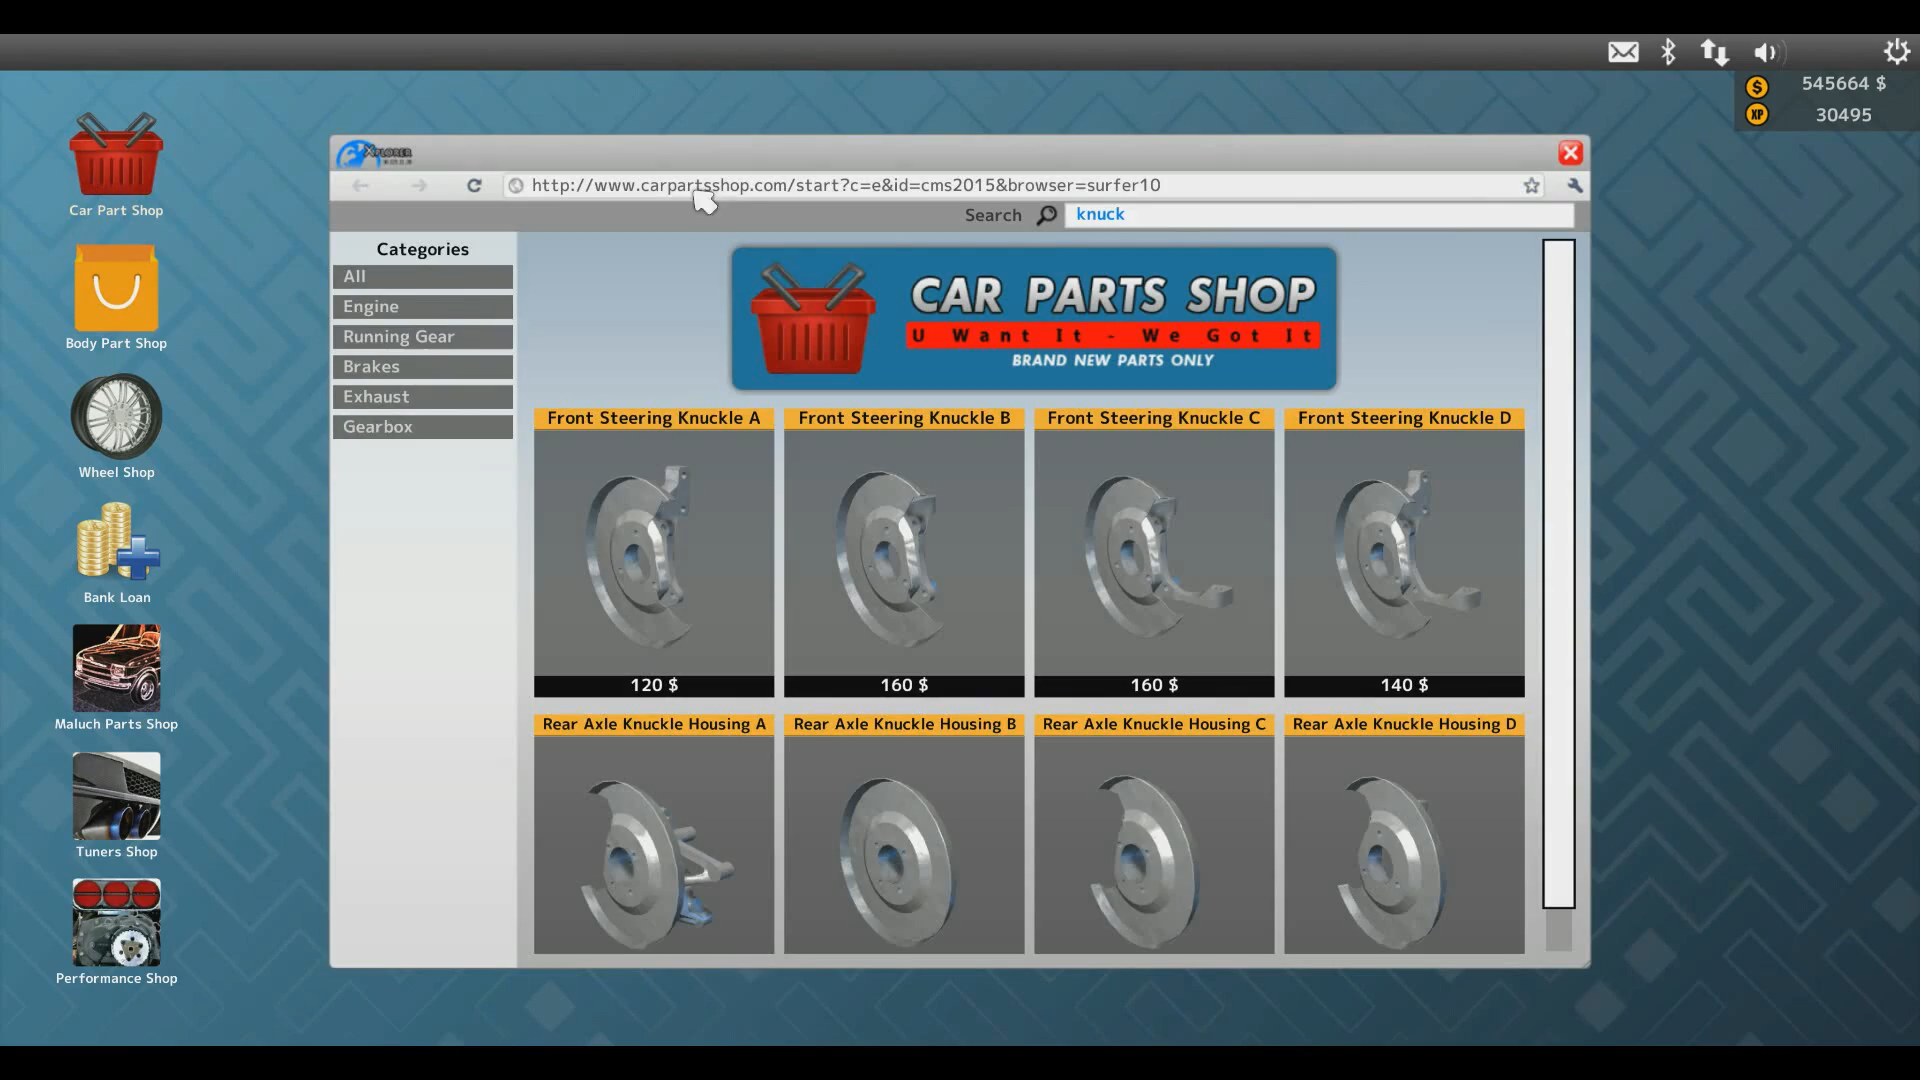 545664 $
30495
Car Part Shop
Body Part Shop
Wheel Shop
Bank Loan
Maluch Parts Shop
Tuners Shop
Performance Shop
XPLORER
http://www.carpartsshop.com/start?c=e&id=cms2015&browser=surfer10
Search knuck
Categories
All
Engine
Running Gear
Brakes
Exhaust
Gearbox
CAR PARTS SHOP
U Want It - We Got It
BRAND NEW PARTS ONLY
Front Steering Knuckle A
120 $
Front Steering Knuckle B
160 $
Front Steering Knuckle C
160 $
Front Steering Knuckle D
140 $
Rear Axle Knuckle Housing A
Rear Axle Knuckle Housing B
Rear Axle Knuckle Housing C
Rear Axle Knuckle Housing D